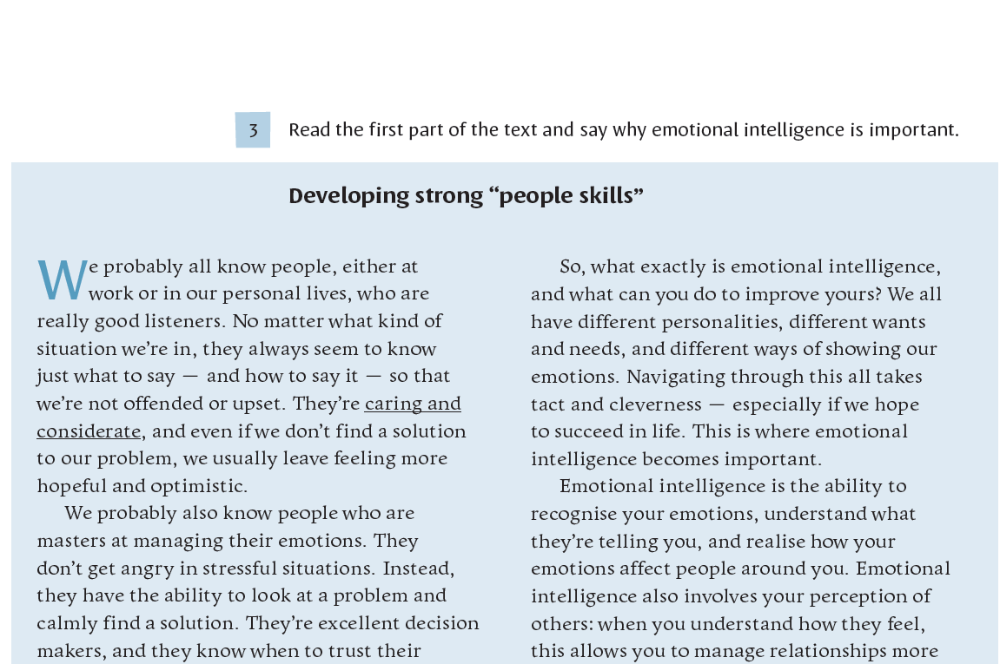 3 Read the first part of the text and say why emotional intelligence is important.
Developing strong “people skills”
We probably all know people, either at
work or in our personal lives, who are
really good listeners. No matter what kind of
situation we’re in, they always seem to know
just what to say — and how to say it — so that
we’re not offended or upset. They’re caring and
considerate, and even if we don’t find a solution
to our problem, we usually leave feeling more
hopeful and optimistic.
We probably also know people who are
masters at managing their emotions. They
don’t get angry in stressful situations. Instead,
they have the ability to look at a problem and
calmly find a solution. They’re excellent decision
makers, and they know when to trust their
So, what exactly is emotional intelligence,
and what can you do to improve yours? We all
have different personalities, different wants
and needs, and different ways of showing our
emotions. Navigating through this all takes
tact and cleverness — especially if we hope
to succeed in life. This is where emotional
intelligence becomes important.
Emotional intelligence is the ability to
recognise your emotions, understand what
they’re telling you, and realise how your
emotions affect people around you. Emotional
intelligence also involves your perception of
others: when you understand how they feel,
this allows you to manage relationships more